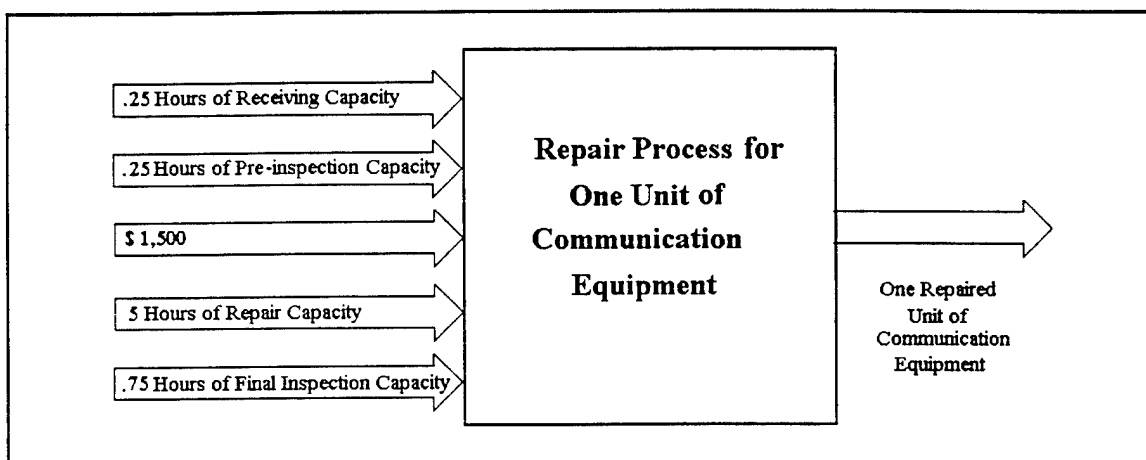 .25 Hours of Receiving Capacity
.25 Hours of Pre-inspection Capacity
$ 1,500
5 Hours of Repair Capacity
.75 Hours of Final Inspection Capacity
Repair Process for
One Unit of
Communication
Equipment
One Repaired
Unit of
Communication
Equipment